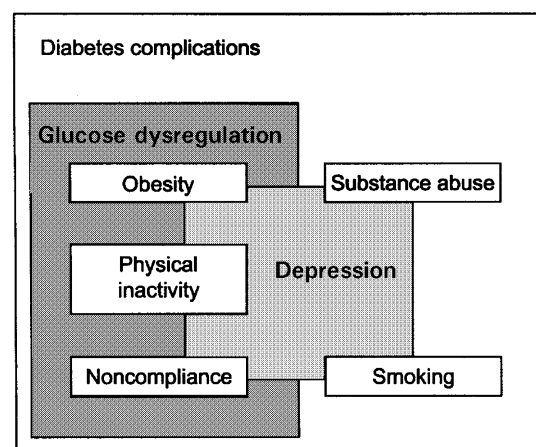 Diabetes complications
Glucose dysregulation
Obesity
Substance abuse
Physical
inactivity
Depression
Noncompliance
Smoking